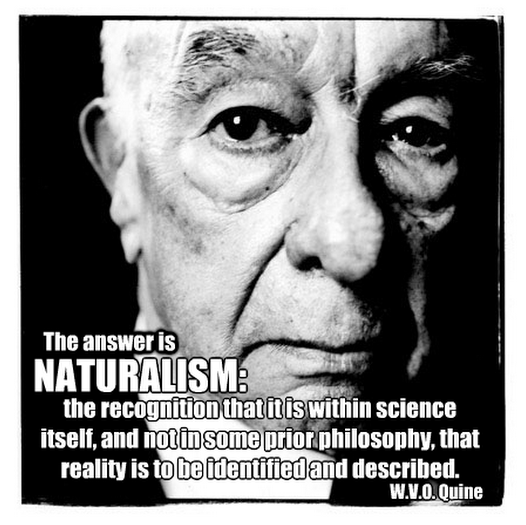 The answer is
NATURALISM:
the recognition that it is within science
itself, and not in some prior philosophy, that
reality is to be identified and described.
W.V.O. Quine